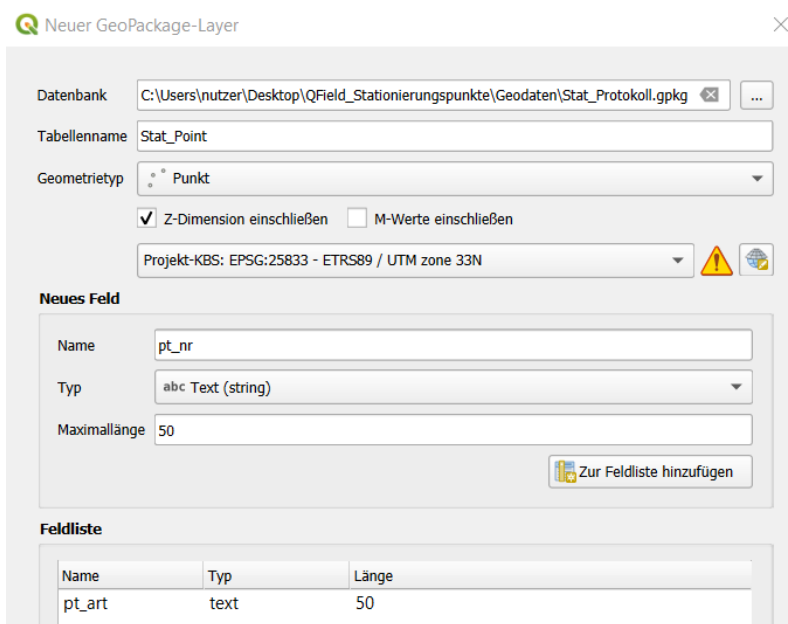 Neuer GeoPackage-Layer
Datenbank C:\Users\nutzer\Desktop\QField_Stationierungspunkte\Geodaten\Stat_Protokoll.gpkg ...
Tabellenname Stat_Point
Geometrietyp Punkt
Z-Dimension einschließen M-Werte einschließen
Projekt-KBS: EPSG:25833 - ETRS89 / UTM zone 33N
Neues Feld
Name pt_nr
Typ abc Text (string)
Maximallänge 50
Zur Feldliste hinzufügen
Feldliste
Name Typ Länge
pt_art text 50